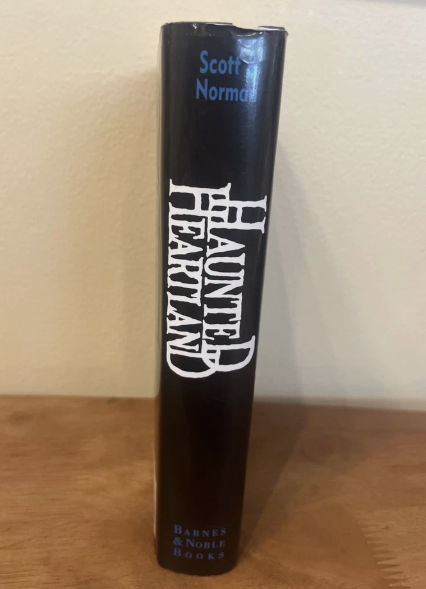 Scott &
Norman
HAUNTED
HEARTLAND
BARNES
& NOBLE
BOOKS